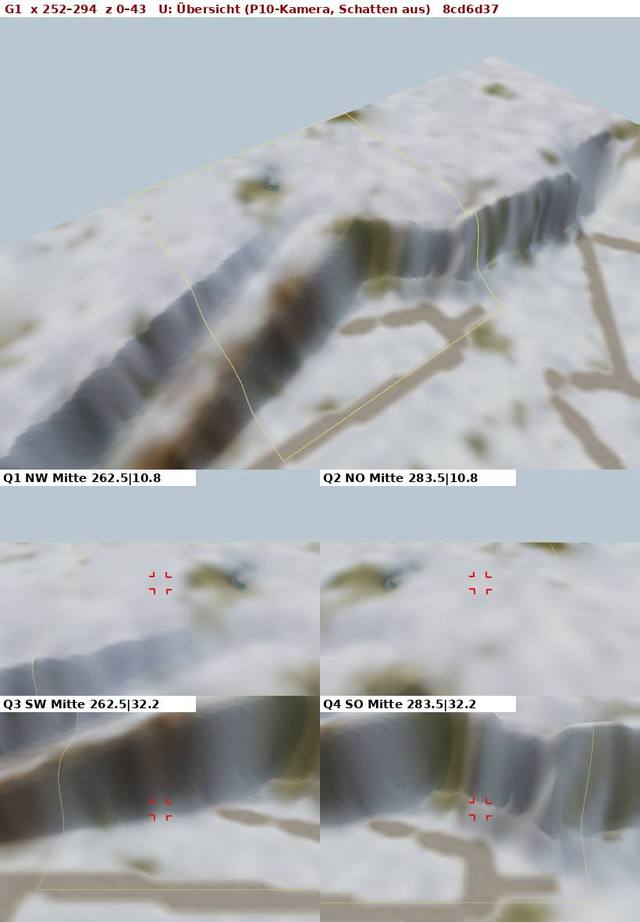 G1 x 252–294 z 0–43 U: Übersicht (P10-Kamera, Schatten aus) 8cd6d37
Q1 NW Mitte 262.5|10.8
Q2 NO Mitte 283.5|10.8
Q3 SW Mitte 262.5|32.2
Q4 SO Mitte 283.5|32.2